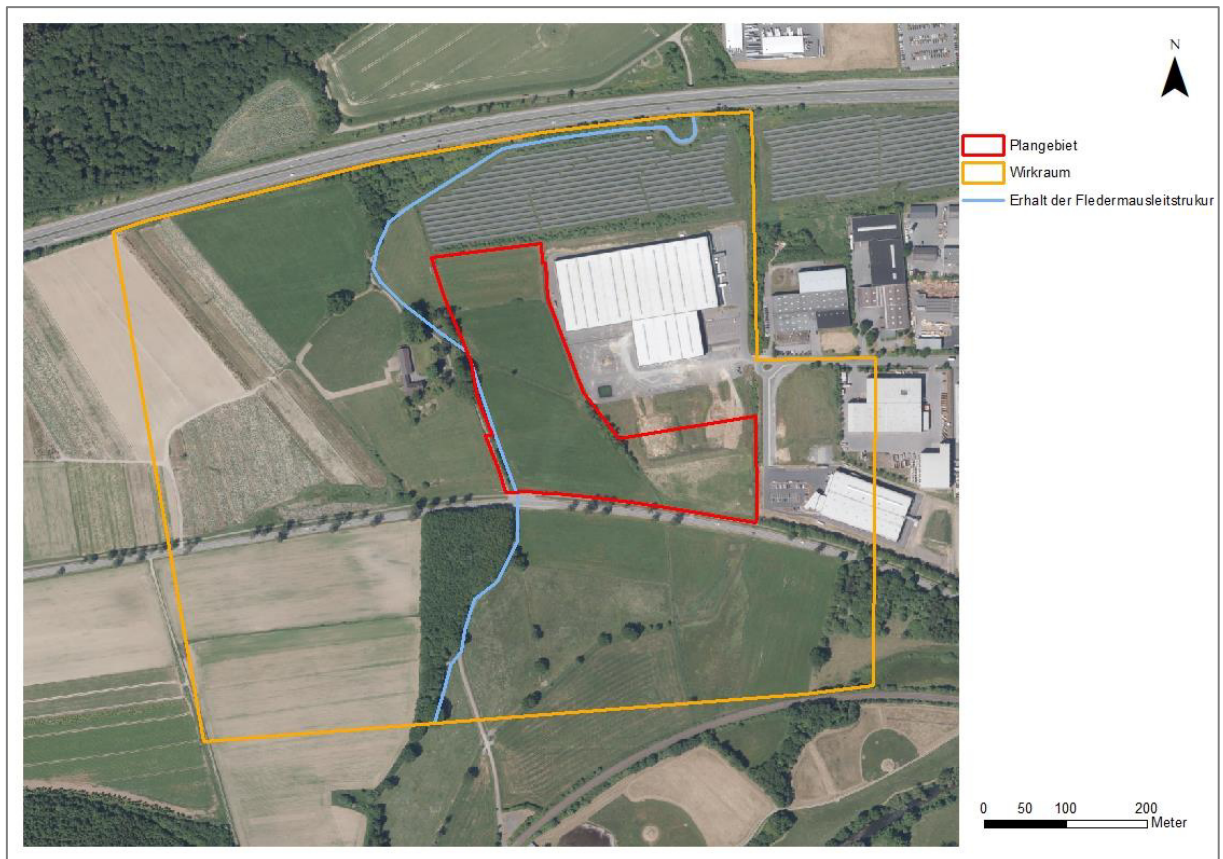 N
Plangebiet
Wirkraum
Erhalt der Fledermausleitstrukur
0 50 100 200
Meter